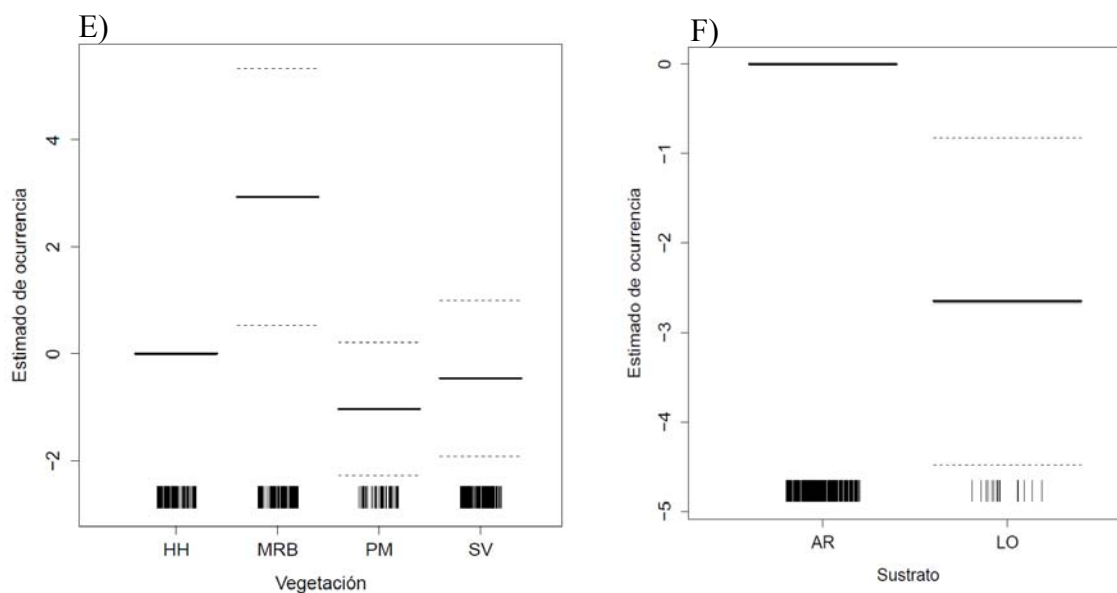 E)
Estimado de ocurrencia
4
2
0
−2
HH MRB PM SV
Vegetación
F)
Estimado de ocurrencia
0
−1
−2
−3
−4
−5
AR LO
Sustrato